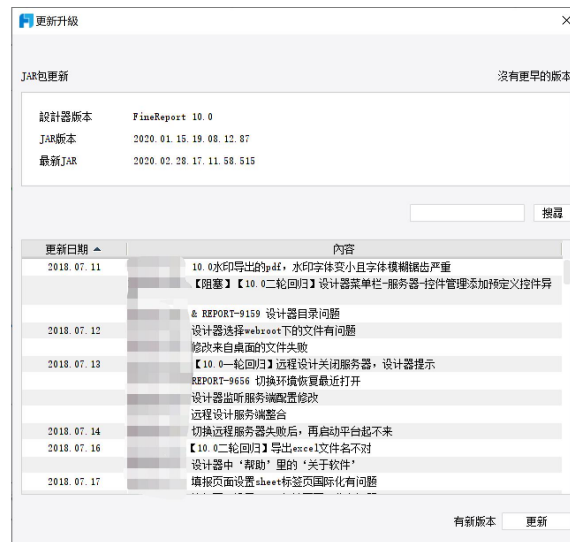 更新升級
JAR包更新 沒有更早的版本
設計器版本 FineReport 10.0
JAR版本 2020.01.15.19.08.12.87
最新JAR 2020.02.28.17.11.58.515
搜尋
更新日期 內容
2018.07.11 10.0水印导出的pdf，水印字体变小且字体模糊锯齿严重
【阻塞】【10.0二轮回归】设计器菜单栏-服务器-控件管理添加预定义控件异
& REPORT-9159 设计器目录问题
2018.07.12 设计器选择webroot下的文件有问题
修改来自桌面的文件失败
2018.07.13 【10.0一轮回归】远程设计关闭服务器，设计器提示
REPORT-9656 切换环境恢复最近打开
设计器监听服务端配置修改
远程设计服务端整合
2018.07.14 切换远程服务器失败后，再启动平台起不来
2018.07.16 【10.0二轮回归】导出excel文件名不对
设计器中‘帮助’里的‘关于软件’
2018.07.17 填报页面设置sheet标签页国际化有问题
有新版本 更新